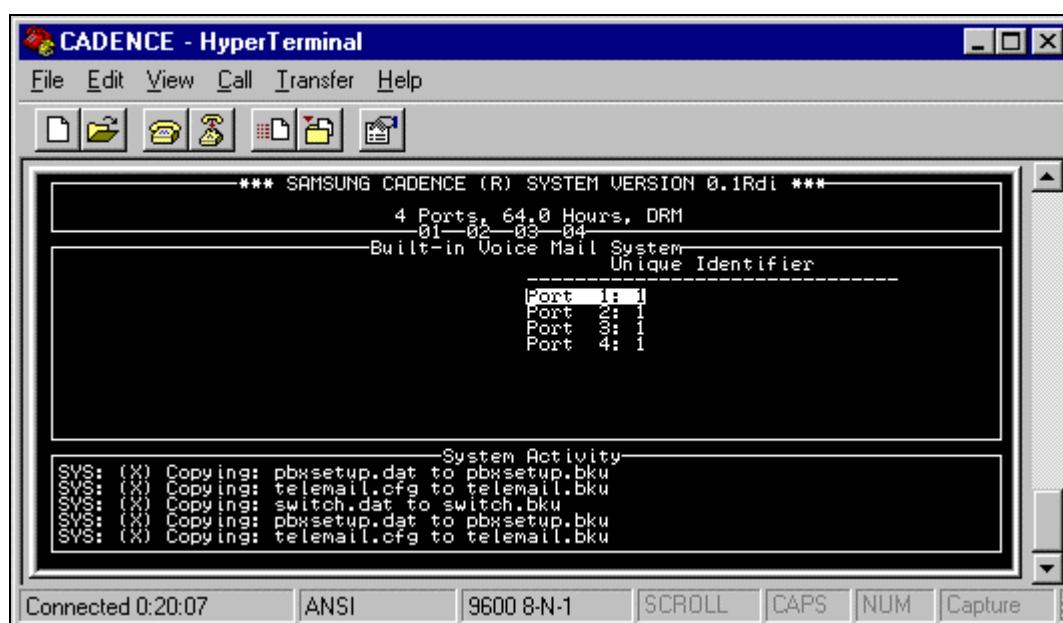 CADENCE - HyperTerminal
File Edit View Call Transfer Help
*** SAMSUNG CADENCE (R) SYSTEM VERSION 0.1Rdi ***
4 Ports, 64.0 Hours, DRM
01—02—03—04
Built-in Voice Mail System
Unique Identifier
Port 1: 1
Port 2: 1
Port 3: 1
Port 4: 1
System Activity
SYS: (X) Copying: pbxsetup.dat to pbxsetup.bku
SYS: (X) Copying: telemail.cfg to telemail.bku
SYS: (X) Copying: switch.dat to switch.bku
SYS: (X) Copying: pbxsetup.dat to pbxsetup.bku
SYS: (X) Copying: telemail.cfg to telemail.bku
Connected 0:20:07 ANSI 9600 8-N-1 SCROLL CAPS NUM Capture